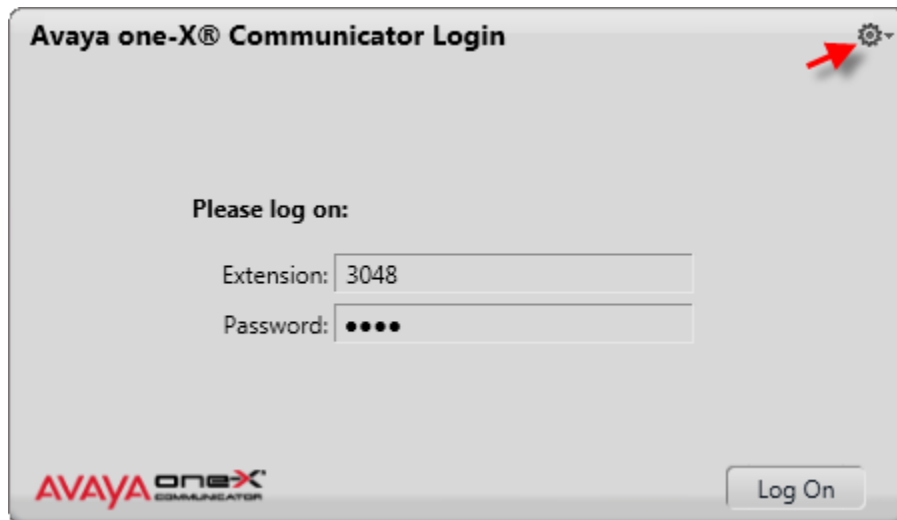 Avaya one-X® Communicator Login
Please log on:
Extension: 3048
Password: ●●●●
AVAYA one-X COMMUNICATOR
Log On